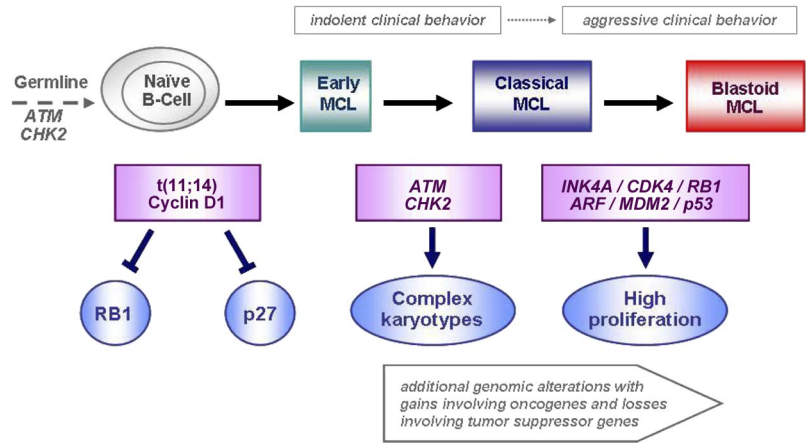 indolent clinical behavior
aggressive clinical behavior
Germline
ATM
CHK2
Naïve
B-Cell
Early
MCL
Classical
MCL
Blastoid
MCL
t(11;14)
Cyclin D1
ATM
CHK2
INK4A / CDK4 / RB1
ARF / MDM2 / p53
RB1
p27
Complex
karyotypes
High
proliferation
additional genomic alterations with
gains involving oncogenes and losses
involving tumor suppressor genes